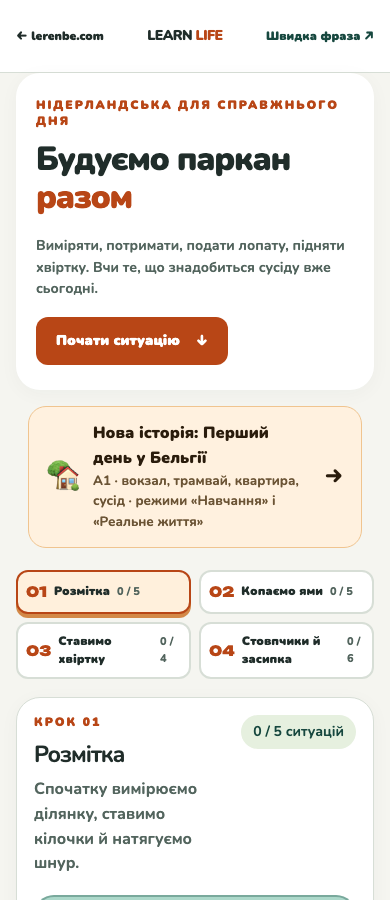 ← lerenbe.com
LEARN LIFE
Швидка фраза ↗
НІДЕРЛАНДСЬКА ДЛЯ СПРАВЖНЬОГО
ДНЯ
Будуємо паркан
разом
Виміряти, потримати, подати лопату, підняти
хвіртку. Вчи те, що знадобиться сусіду вже
сьогодні.
Почати ситуацію ↓
Нова історія: Перший
день у Бельгії
A1 · вокзал, трамвай, квартира,
сусід · режими «Навчання» і
«Реальне життя»
→
01 Розмітка 0 / 5
02 Копаємо ями 0 / 5
03 Ставимо хвіртку 0 / 4
04 Стовпчики й засипка 0 / 6
КРОК 01
0 / 5 ситуацій
Розмітка
Спочатку вимірюємо
ділянку, ставимо
кілочки й натягуємо
шнур.